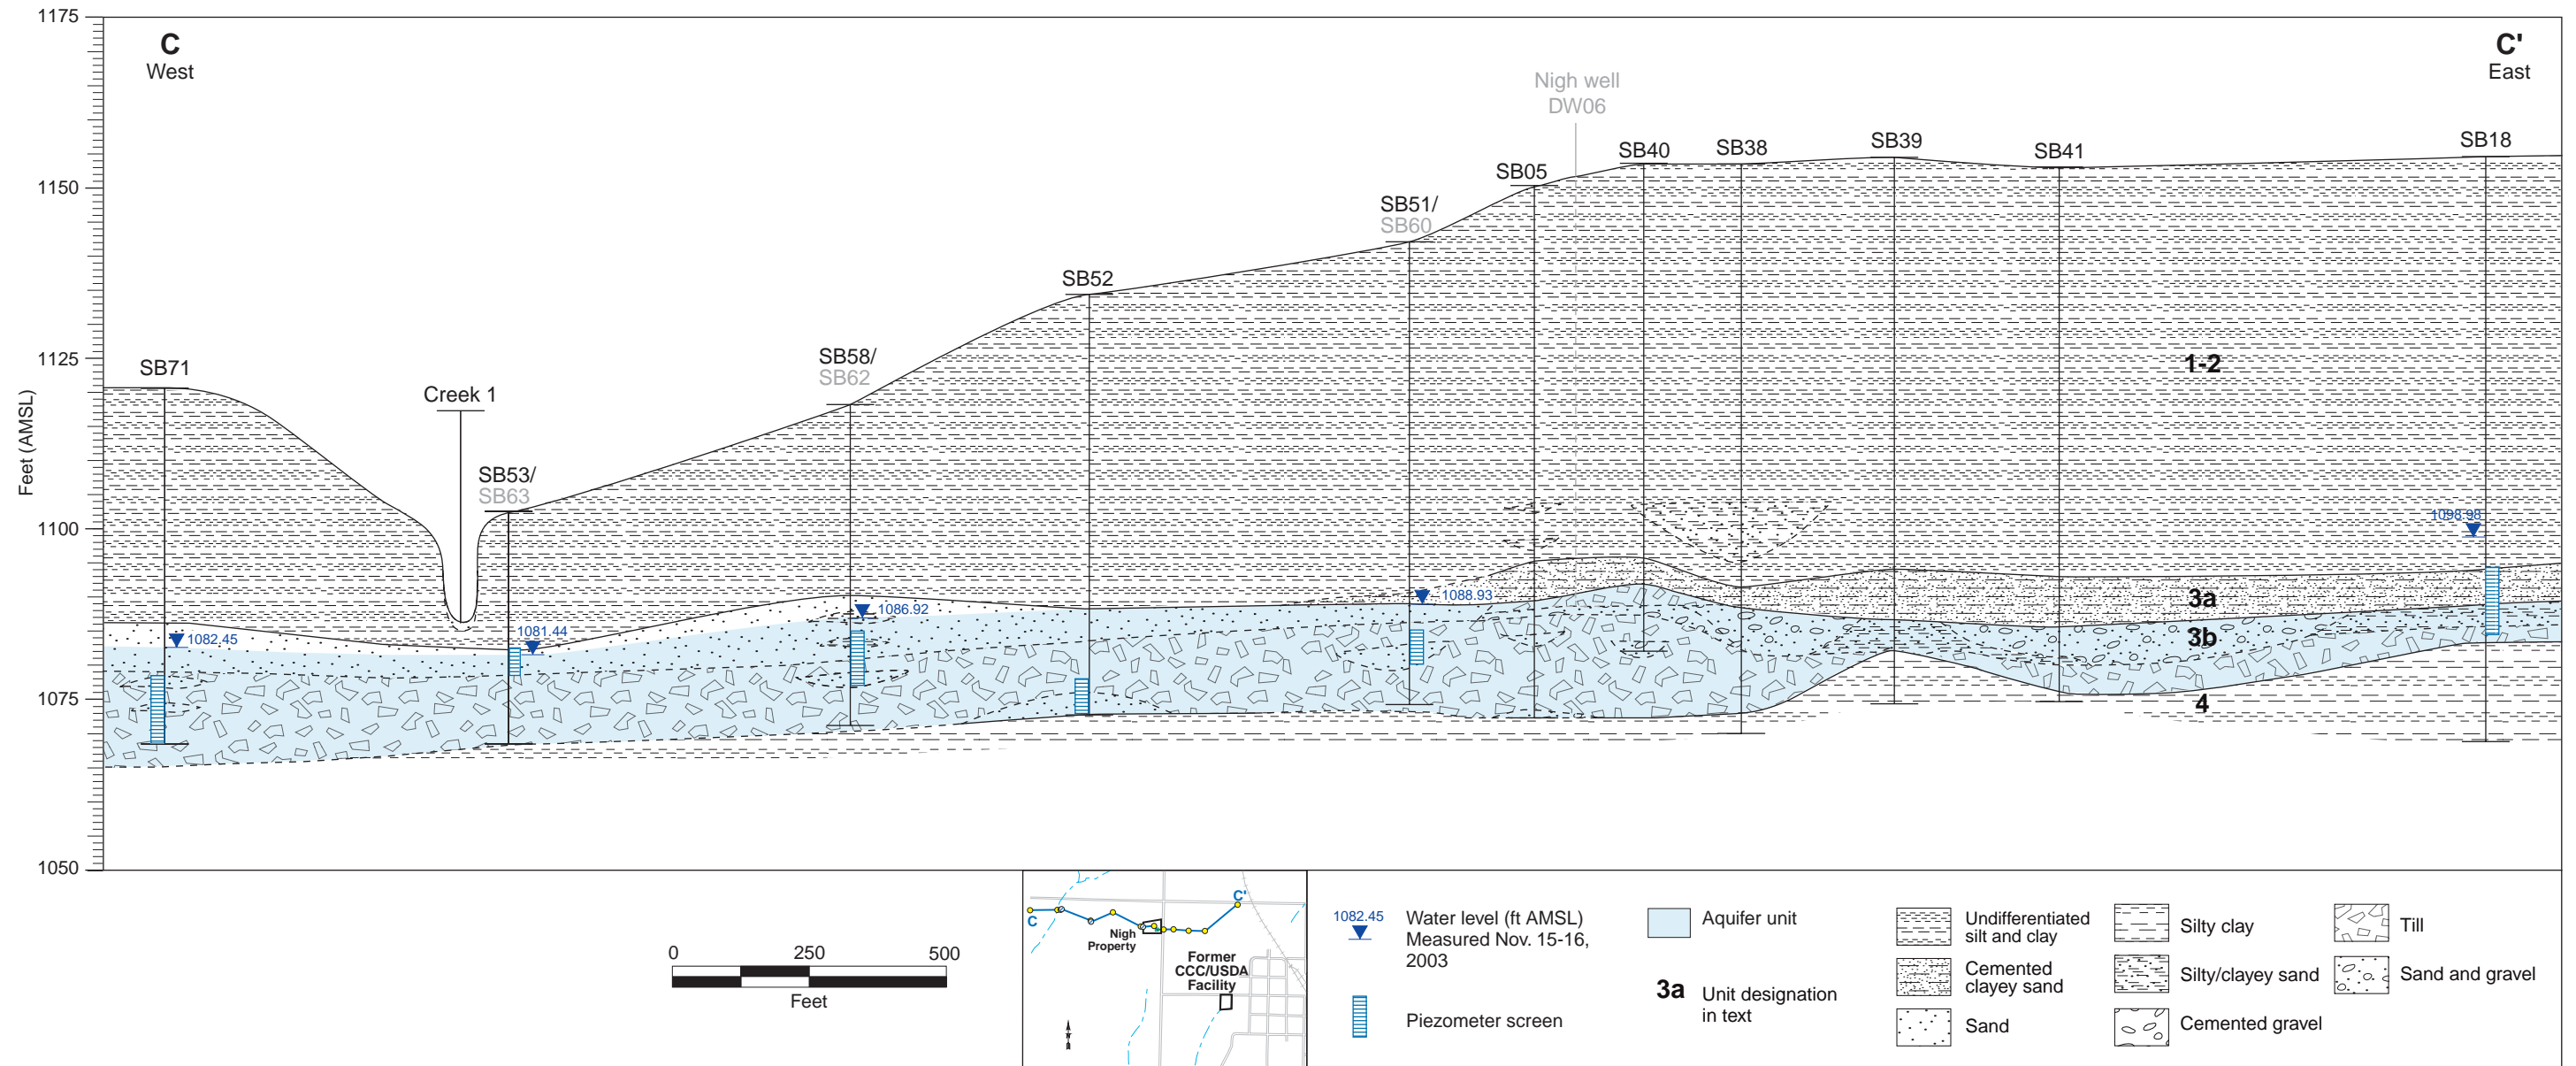 1175
1150
1125
1100
1075
1050
Feet (AMSL)
C
West
C'
East
SB71
Creek 1
SB53/
SB63
SB58/
SB62
SB52
SB51/
SB60
SB05
Nigh well
DW06
SB40
SB38
SB39
SB41
SB18
1082.45
1081.44
1086.92
1088.93
1098.98
1-2
3a
3b
4
0 250 500
Feet
C
C'
Nigh
Property
Former
CCC/USDA
Facility
N
1082.45
Water level (ft AMSL)
Measured Nov. 15-16,
2003
Piezometer screen
Aquifer unit
3a
Unit designation
in text
Undifferentiated
silt and clay
Cemented
clayey sand
Sand
Silty clay
Silty/clayey sand
Cemented gravel
Till
Sand and gravel